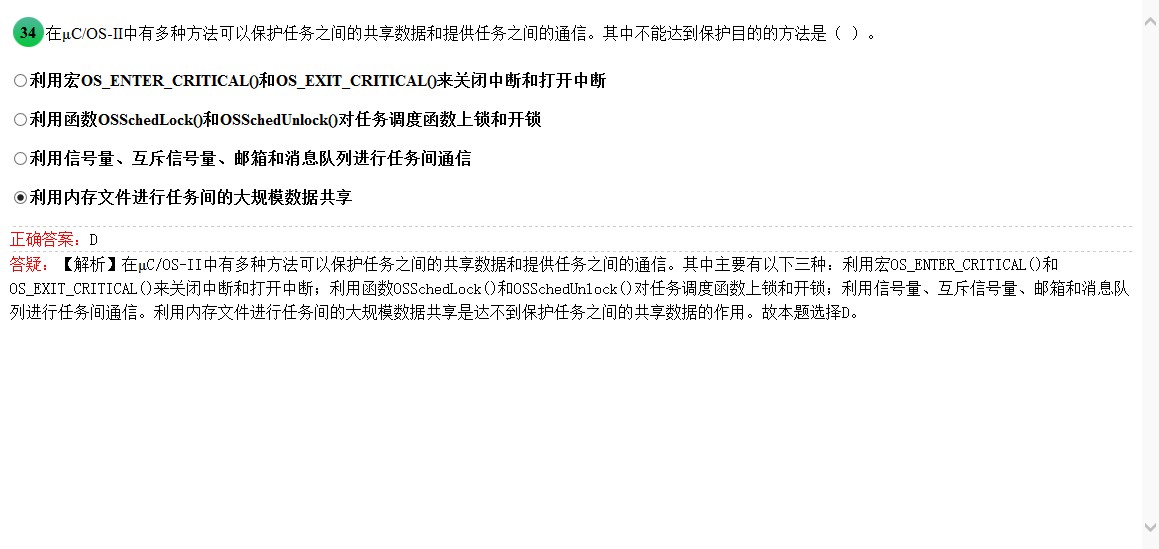 34 在μC/OS-II中有多种方法可以保护任务之间的共享数据和提供任务之间的通信。其中不能达到保护目的的方法是（ ）。
利用宏OS_ENTER_CRITICAL()和OS_EXIT_CRITICAL()来关闭中断和打开中断
利用函数OSSchedLock()和OSSchedUnlock()对任务调度函数上锁和开锁
利用信号量、互斥信号量、邮箱和消息队列进行任务间通信
利用内存文件进行任务间的大规模数据共享
正确答案：D
答疑：【解析】在μC/OS-II中有多种方法可以保护任务之间的共享数据和提供任务之间的通信。其中主要有以下三种：利用宏OS_ENTER_CRITICAL()和
OS_EXIT_CRITICAL()来关闭中断和打开中断；利用函数OSSchedLock()和OSSchedUnlock()对任务调度函数上锁和开锁；利用信号量、互斥信号量、邮箱和消息队
列进行任务间通信。利用内存文件进行任务间的大规模数据共享是达不到保护任务之间的共享数据的作用。故本题选择D。